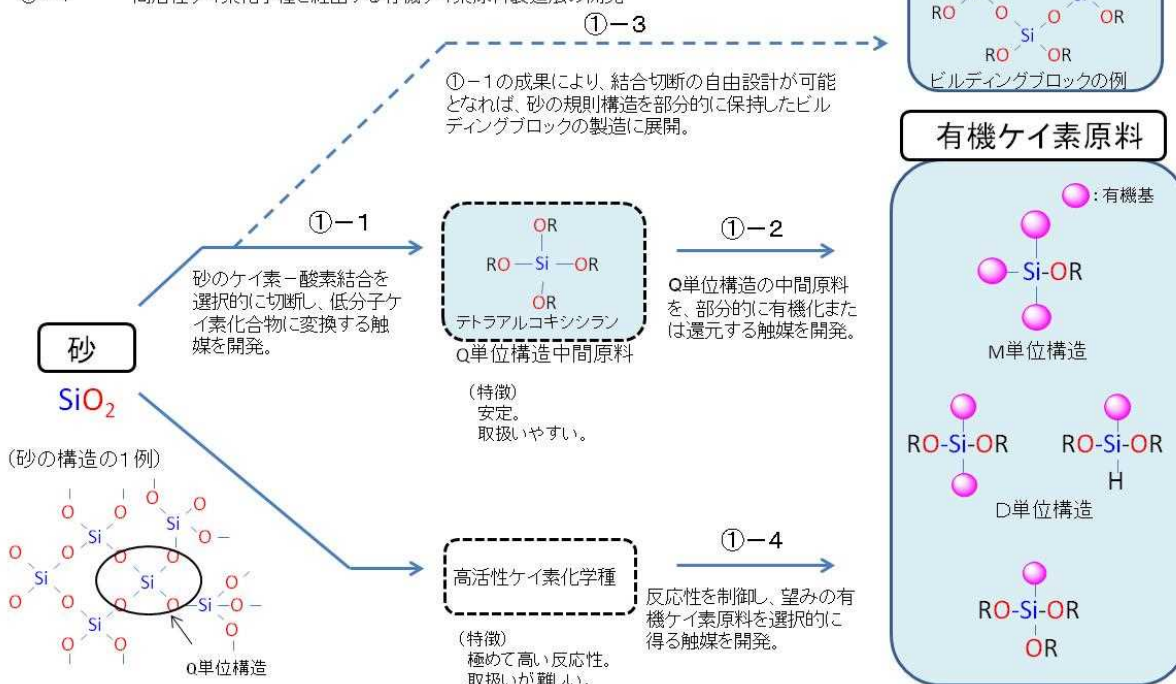 ①-3
①-1の成果により、結合切断の自由設計が可能
となれば、砂の規則構造を部分的に保持したビル
ディングブロックの製造に展開。
RO
O
O
OR
Si
RO
OR
ビルディングブロックの例
有機ケイ素原料
:有機基
Si-OR
M単位構造
RO-Si-OR
RO-Si-OR
H
D単位構造
RO-Si-OR
OR
①-1
砂のケイ素-酸素結合を
選択的に切断し、低分子ケ
イ素化合物に変換する触
媒を開発。
OR
RO-Si-OR
OR
テトラアルコキシシラン
Q単位構造中間原料
(特徴)
安定。
取扱いやすい。
①-2
Q単位構造の中間原料
を、部分的に有機化また
は還元する触媒を開発。
砂
SiO2
(砂の構造の1例)
O
O
O
O
Si
Si
O
O
O
O
Si
Si
O
O
O
O
Si
O
Si
O
O
O
Q単位構造
高活性ケイ素化学種
(特徴)
極めて高い反応性。
取扱いが難しい。
①-4
反応性を制御し、望みの有
機ケイ素原料を選択的に
得る触媒を開発。